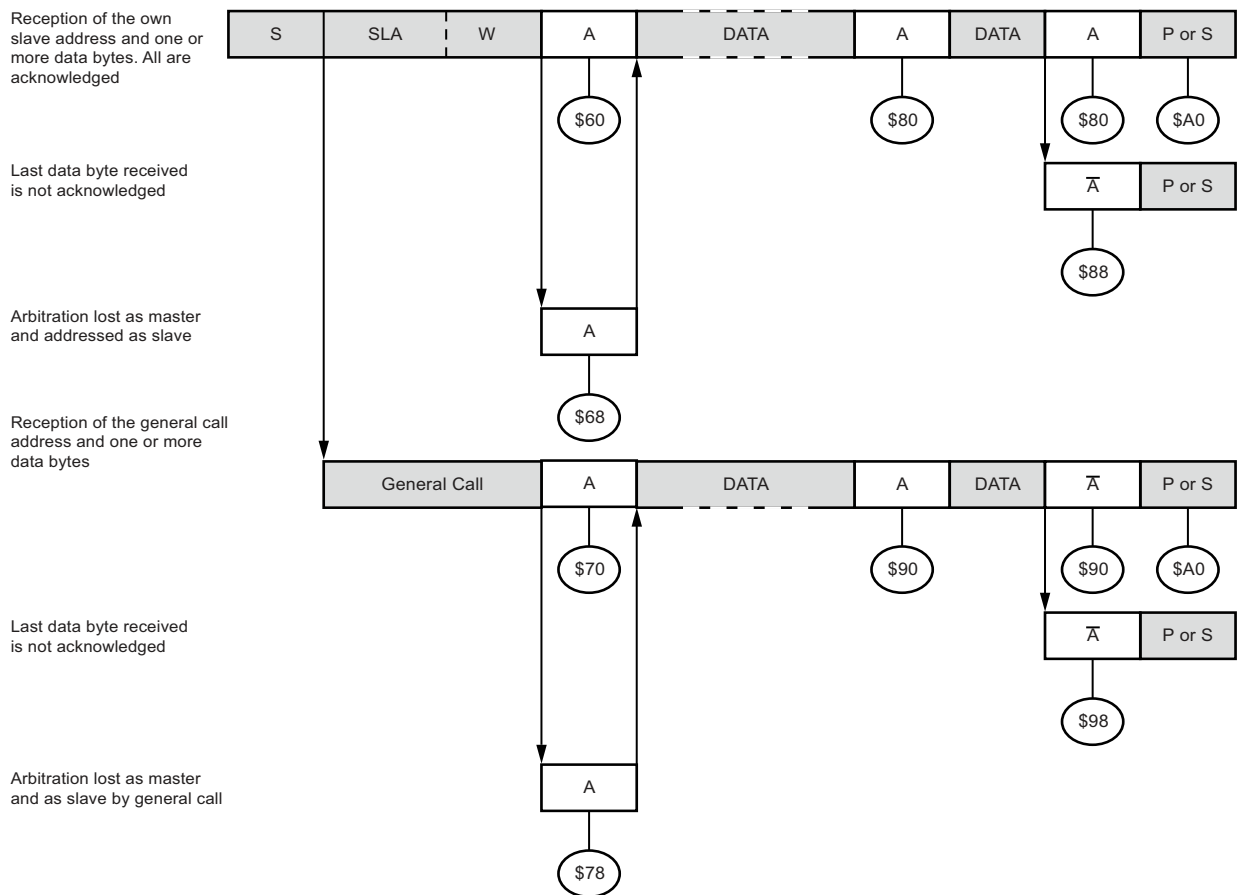 Reception of the own
slave address and one or
more data bytes. All are
acknowledged
S SLA W A DATA A DATA A P or S
$60 $80 $80 $A0
Last data byte received
is not acknowledged
A̅ P or S
$88
Arbitration lost as master
and addressed as slave
A
$68
Reception of the general call
address and one or more
data bytes
General Call A DATA A DATA A̅ P or S
$70 $90 $90 $A0
Last data byte received
is not acknowledged
A̅ P or S
$98
Arbitration lost as master
and as slave by general call
A
$78